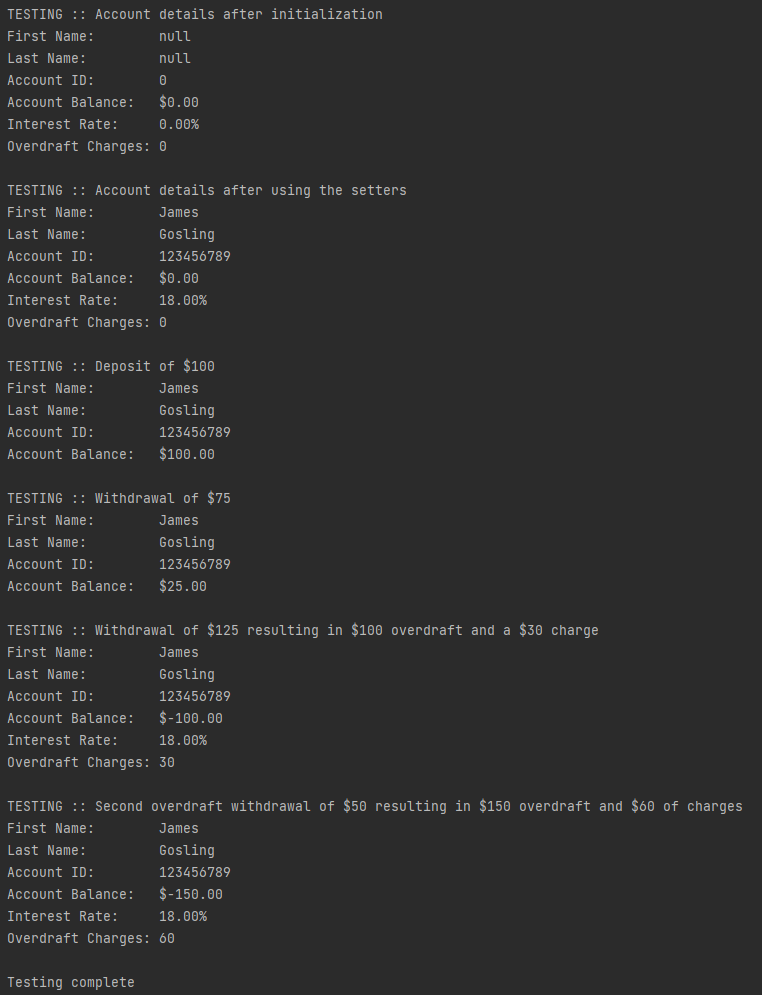 TESTING :: Account details after initialization
First Name:        null
Last Name:         null
Account ID:        0
Account Balance:   $0.00
Interest Rate:     0.00%
Overdraft Charges: 0

TESTING :: Account details after using the setters
First Name:        James
Last Name:         Gosling
Account ID:        123456789
Account Balance:   $0.00
Interest Rate:     18.00%
Overdraft Charges: 0

TESTING :: Deposit of $100
First Name:        James
Last Name:         Gosling
Account ID:        123456789
Account Balance:   $100.00

TESTING :: Withdrawal of $75
First Name:        James
Last Name:         Gosling
Account ID:        123456789
Account Balance:   $25.00

TESTING :: Withdrawal of $125 resulting in $100 overdraft and a $30 charge
First Name:        James
Last Name:         Gosling
Account ID:        123456789
Account Balance:   $-100.00
Interest Rate:     18.00%
Overdraft Charges: 30

TESTING :: Second overdraft withdrawal of $50 resulting in $150 overdraft and $60 of charges
First Name:        James
Last Name:         Gosling
Account ID:        123456789
Account Balance:   $-150.00
Interest Rate:     18.00%
Overdraft Charges: 60

Testing complete